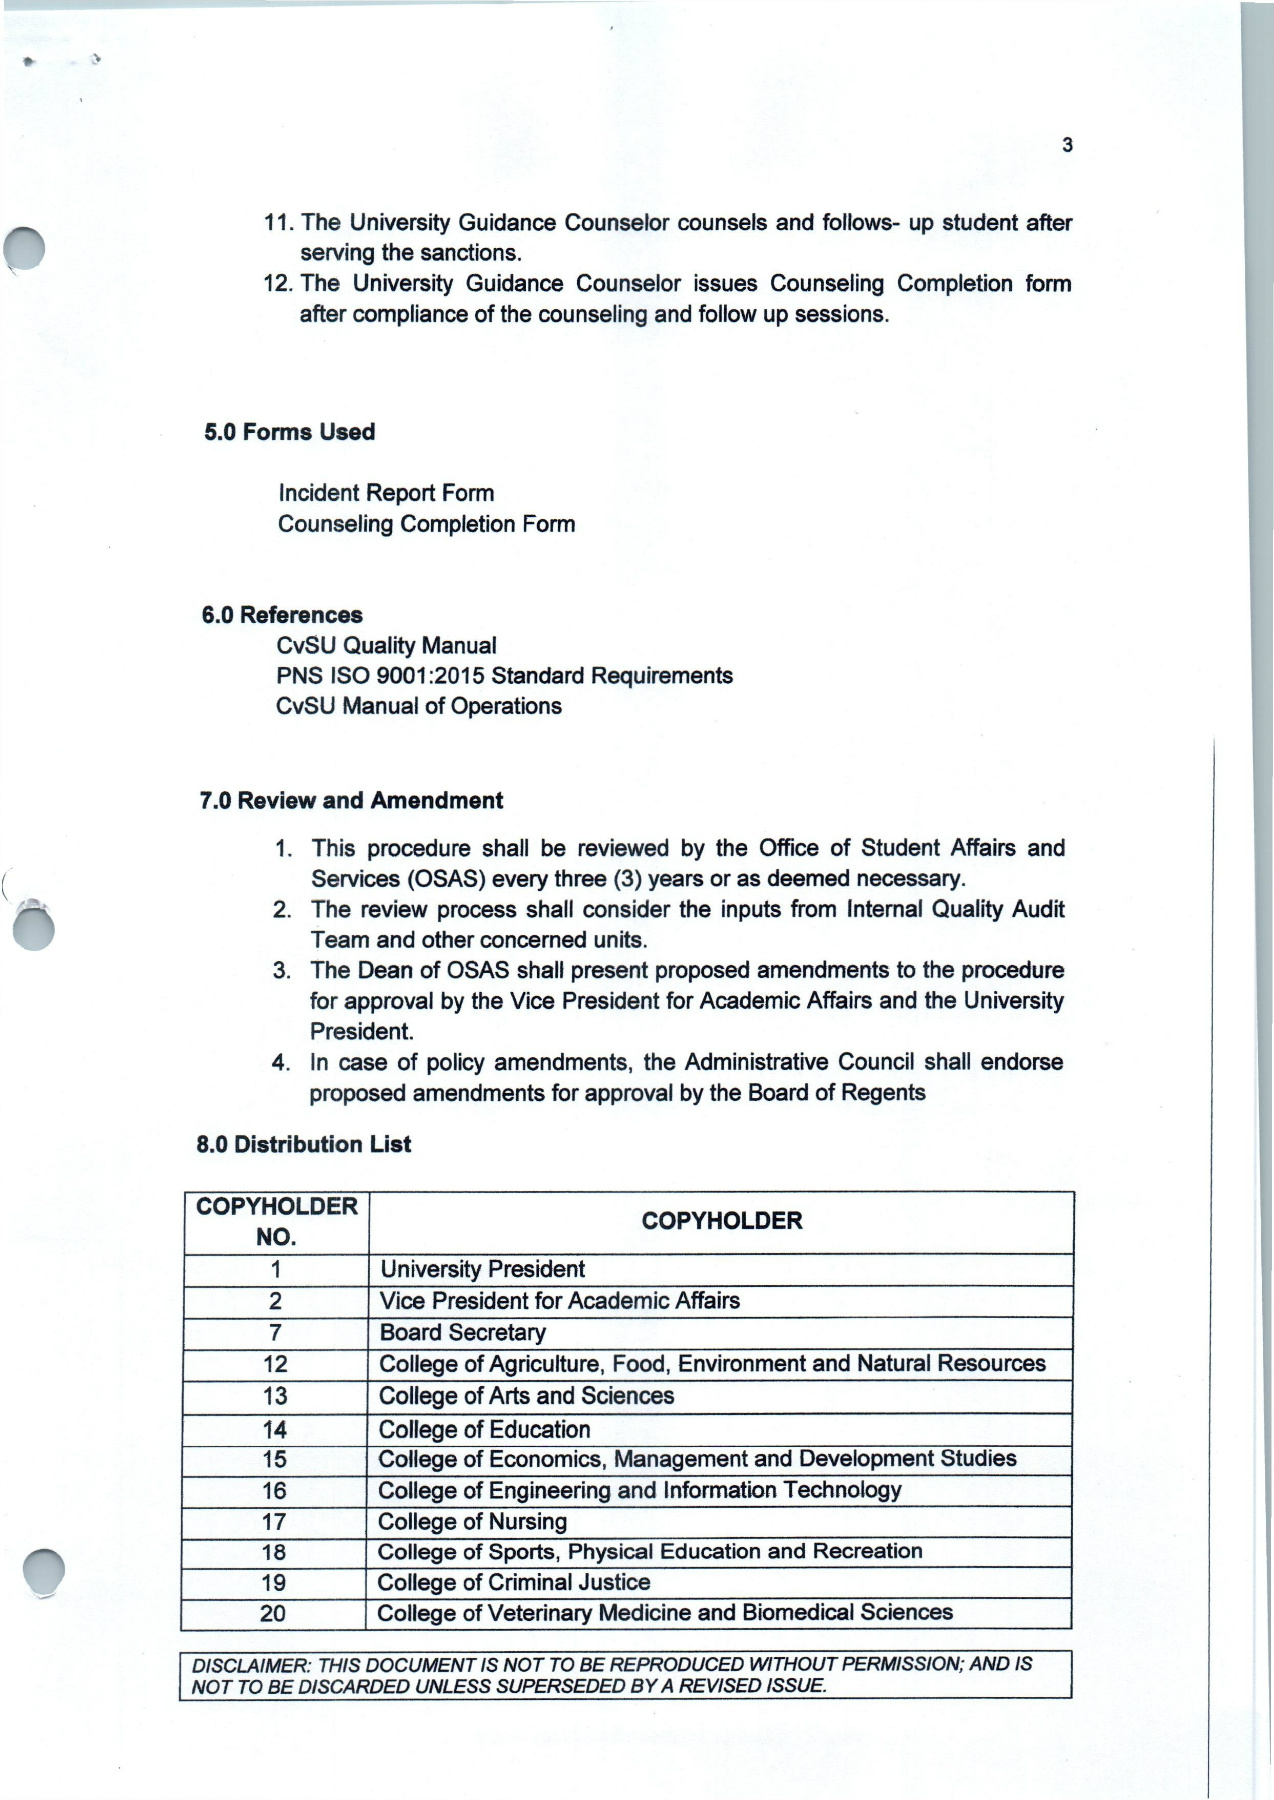 3
11. The University Guidance Counselor counsels and follows- up student after
serving the sanctions.
12. The University Guidance Counselor issues Counseling Completion form
after compliance of the counseling and follow up sessions.
5.0 Forms Used
Incident Report Form
Counseling Completion Form
6.0 References
CvSU Quality Manual
PNS ISO 9001:2015 Standard Requirements
CvSU Manual of Operations
7.0 Review and Amendment
1. This procedure shall be reviewed by the Office of Student Affairs and
Services (OSAS) every three (3) years or as deemed necessary.
2. The review process shall consider the inputs from Internal Quality Audit
Team and other concerned units.
3. The Dean of OSAS shall present proposed amendments to the procedure
for approval by the Vice President for Academic Affairs and the University
President.
4. In case of policy amendments, the Administrative Council shall endorse
proposed amendments for approval by the Board of Regents
8.0 Distribution List
COPYHOLDER
NO.
COPYHOLDER
1 University President
2 Vice President for Academic Affairs
7 Board Secretary
12 College of Agriculture, Food, Environment and Natural Resources
13 College of Arts and Sciences
14 College of Education
15 College of Economics, Management and Development Studies
16 College of Engineering and Information Technology
17 College of Nursing
18 College of Sports, Physical Education and Recreation
19 College of Criminal Justice
20 College of Veterinary Medicine and Biomedical Sciences
DISCLAIMER: THIS DOCUMENT IS NOT TO BE REPRODUCED WITHOUT PERMISSION; AND IS
NOT TO BE DISCARDED UNLESS SUPERSEDED BY A REVISED ISSUE.